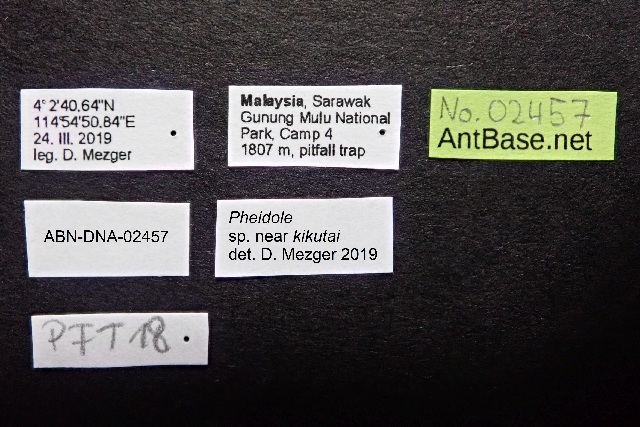 4° 2'40.64"N
114°54'50.84"E
24. III. 2019
leg. D. Mezger
Malaysia, Sarawak
Gunung Mulu National
Park, Camp 4
1807 m, pitfall trap
No. 02457
AntBase.net
ABN-DNA-02457
Pheidole
sp. near kikutai
det. D. Mezger 2019
PFT 18